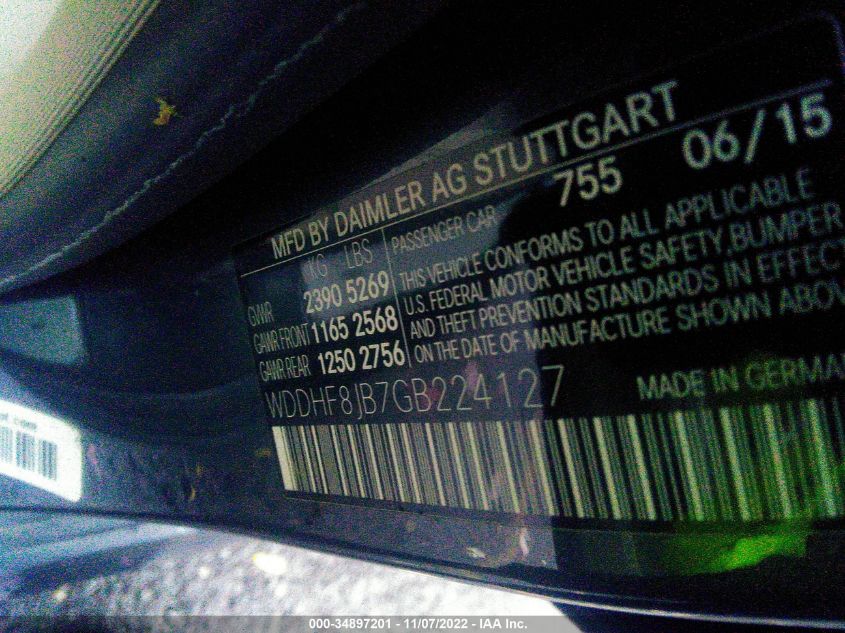 MFD BY DAIMLER AG STUTTGART
755 06/15
KG LBS
GVWR 2390 5269
GAWR FRONT 1165 2568
GAWR REAR 1250 2756
PASSENGER CAR
THIS VEHICLE CONFORMS TO ALL APPLICABLE
U.S. FEDERAL MOTOR VEHICLE SAFETY, BUMPER
AND THEFT PREVENTION STANDARDS IN EFFECT
ON THE DATE OF MANUFACTURE SHOWN ABOV
WDDHF8JB7GB224127
MADE IN GERMAN
000-34897201 - 11/07/2022 - IAA Inc.